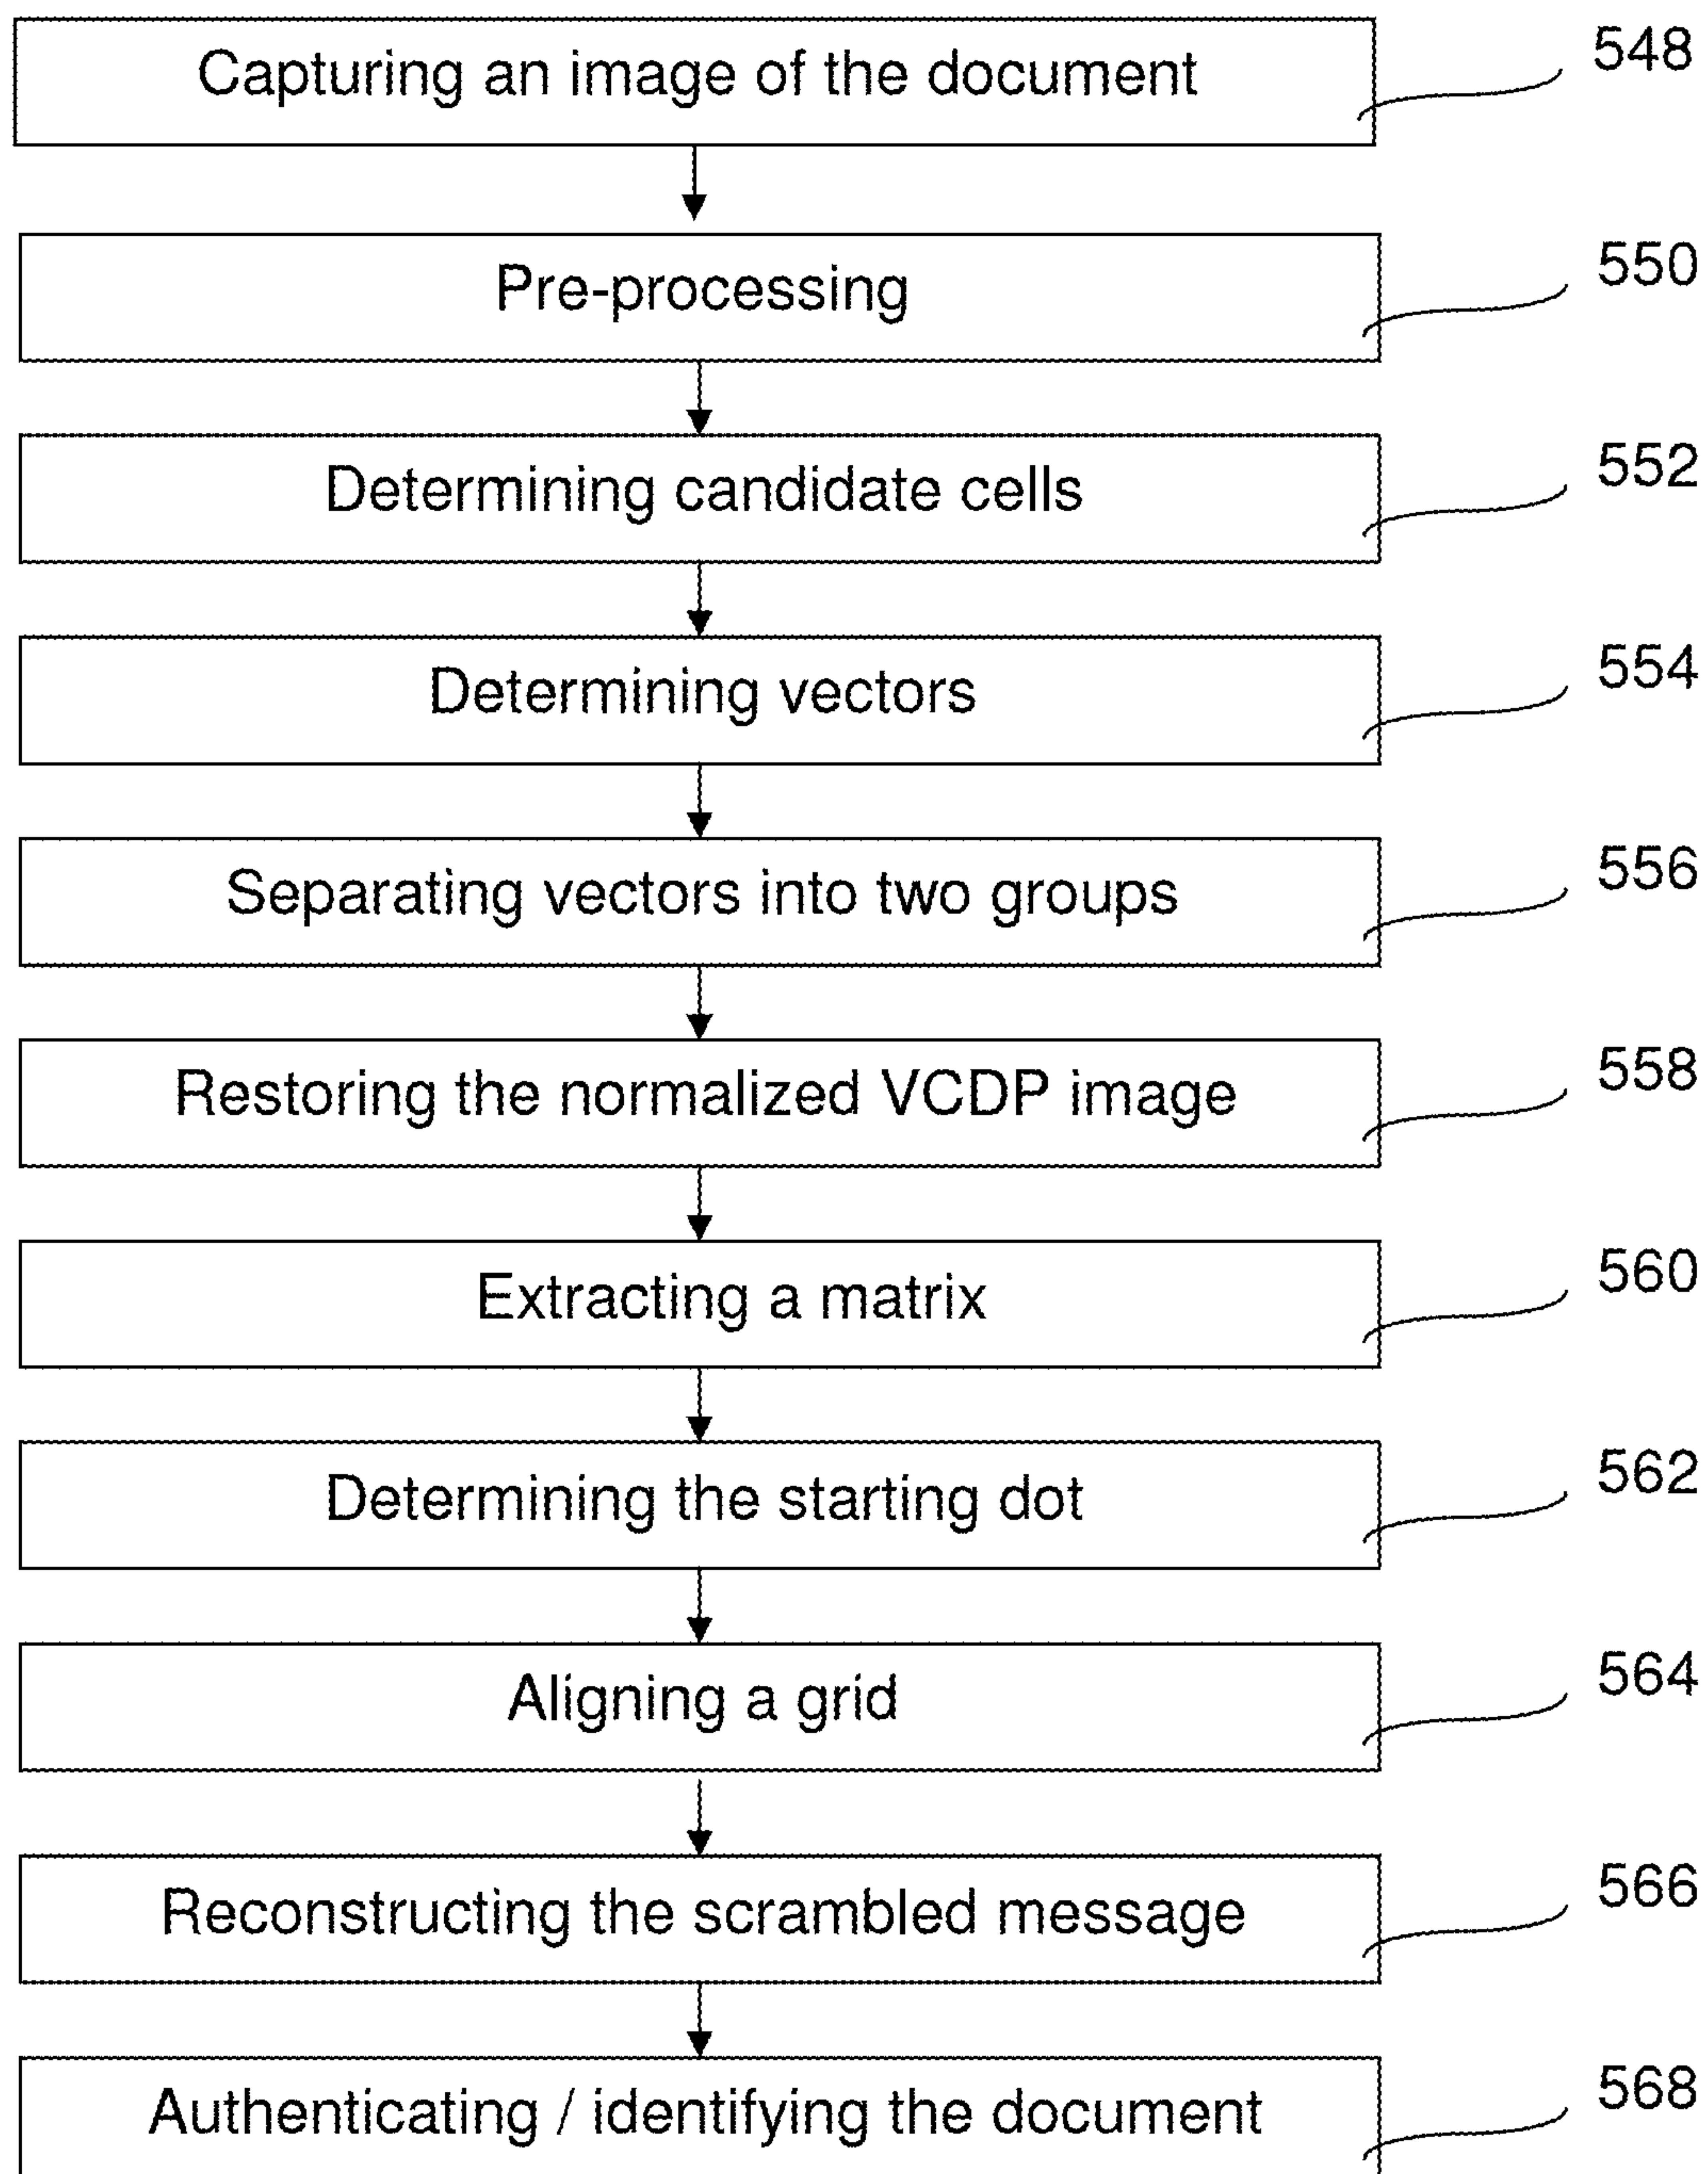 Capturing an image of the document 548
Pre-processing 550
Determining candidate cells 552
Determining vectors 554
Separating vectors into two groups 556
Restoring the normalized VCDP image 558
Extracting a matrix 560
Determining the starting dot 562
Aligning a grid 564
Reconstructing the scrambled message 566
Authenticating / identifying the document 568